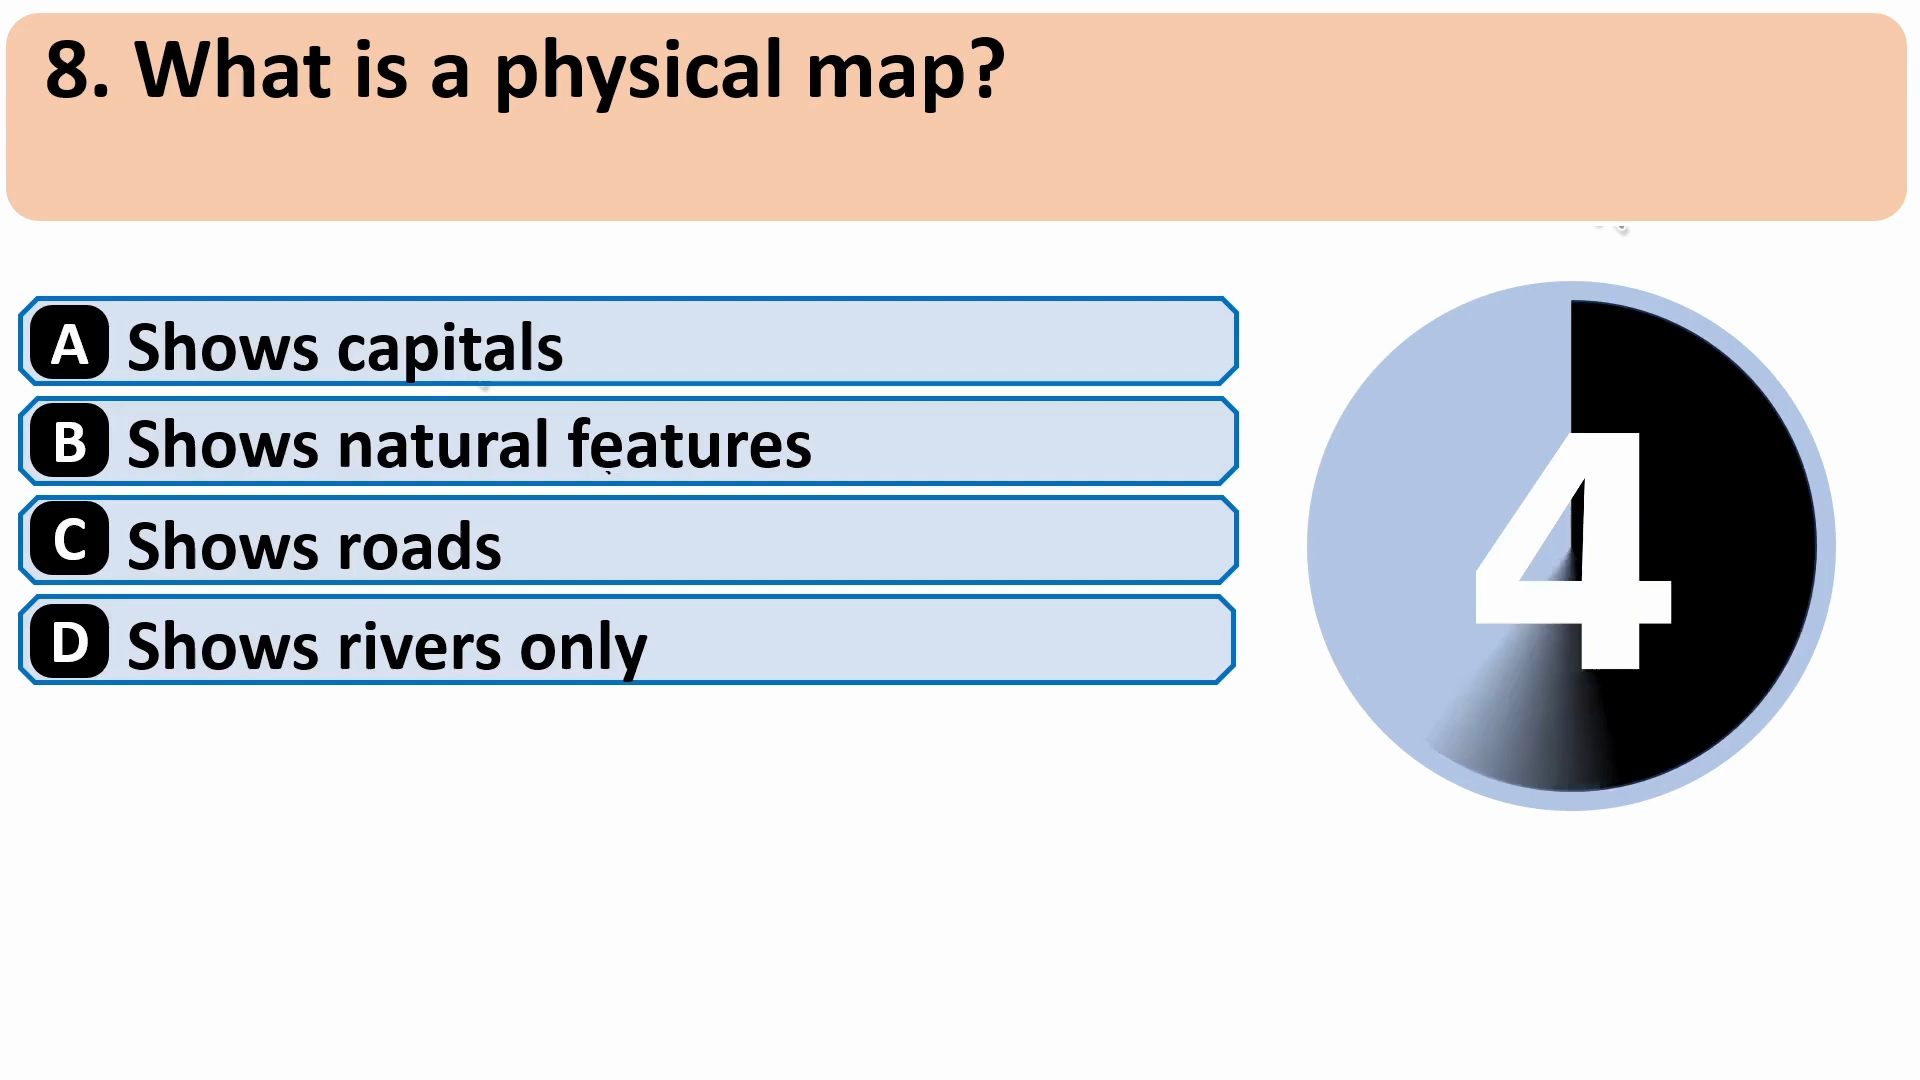 8. What is a physical map?
A Shows capitals
B Shows natural features
C Shows roads
D Shows rivers only
4